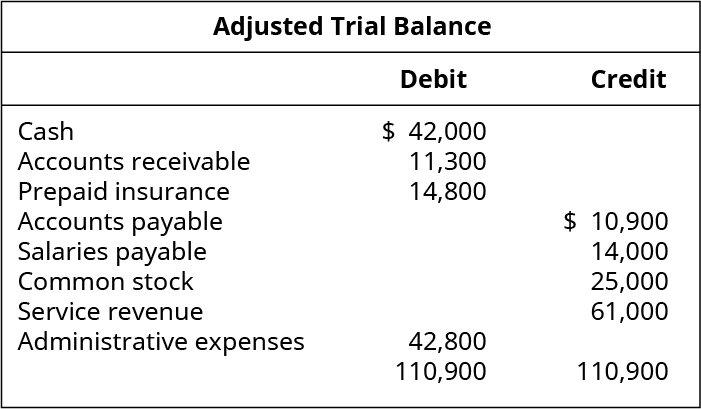 Adjusted Trial Balance
Debit Credit
Cash $ 42,000
Accounts receivable 11,300
Prepaid insurance 14,800
Accounts payable $ 10,900
Salaries payable 14,000
Common stock 25,000
Service revenue 61,000
Administrative expenses 42,800
110,900 110,900